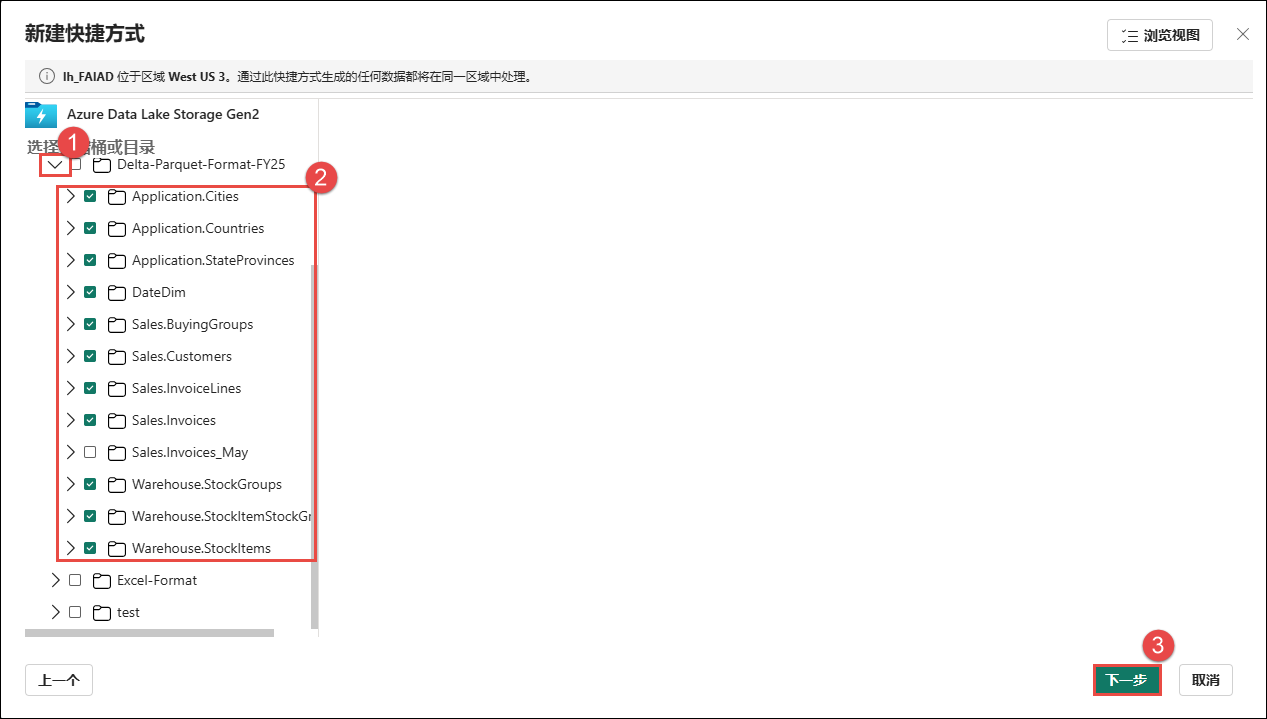 新建快捷方式
浏览视图
lh_FAIAD 位于区域 West US 3。通过此快捷方式生成的任何数据都将在同一区域中处理。
Azure Data Lake Storage Gen2
1
选择 桶或目录
Delta-Parquet-Format-FY25
2
Application.Cities
Application.Countries
Application.StateProvinces
DateDim
Sales.BuyingGroups
Sales.Customers
Sales.InvoiceLines
Sales.Invoices
Sales.Invoices_May
Warehouse.StockGroups
Warehouse.StockItemStockGr
Warehouse.StockItems
Excel-Format
test
3
上一个
下一步
取消